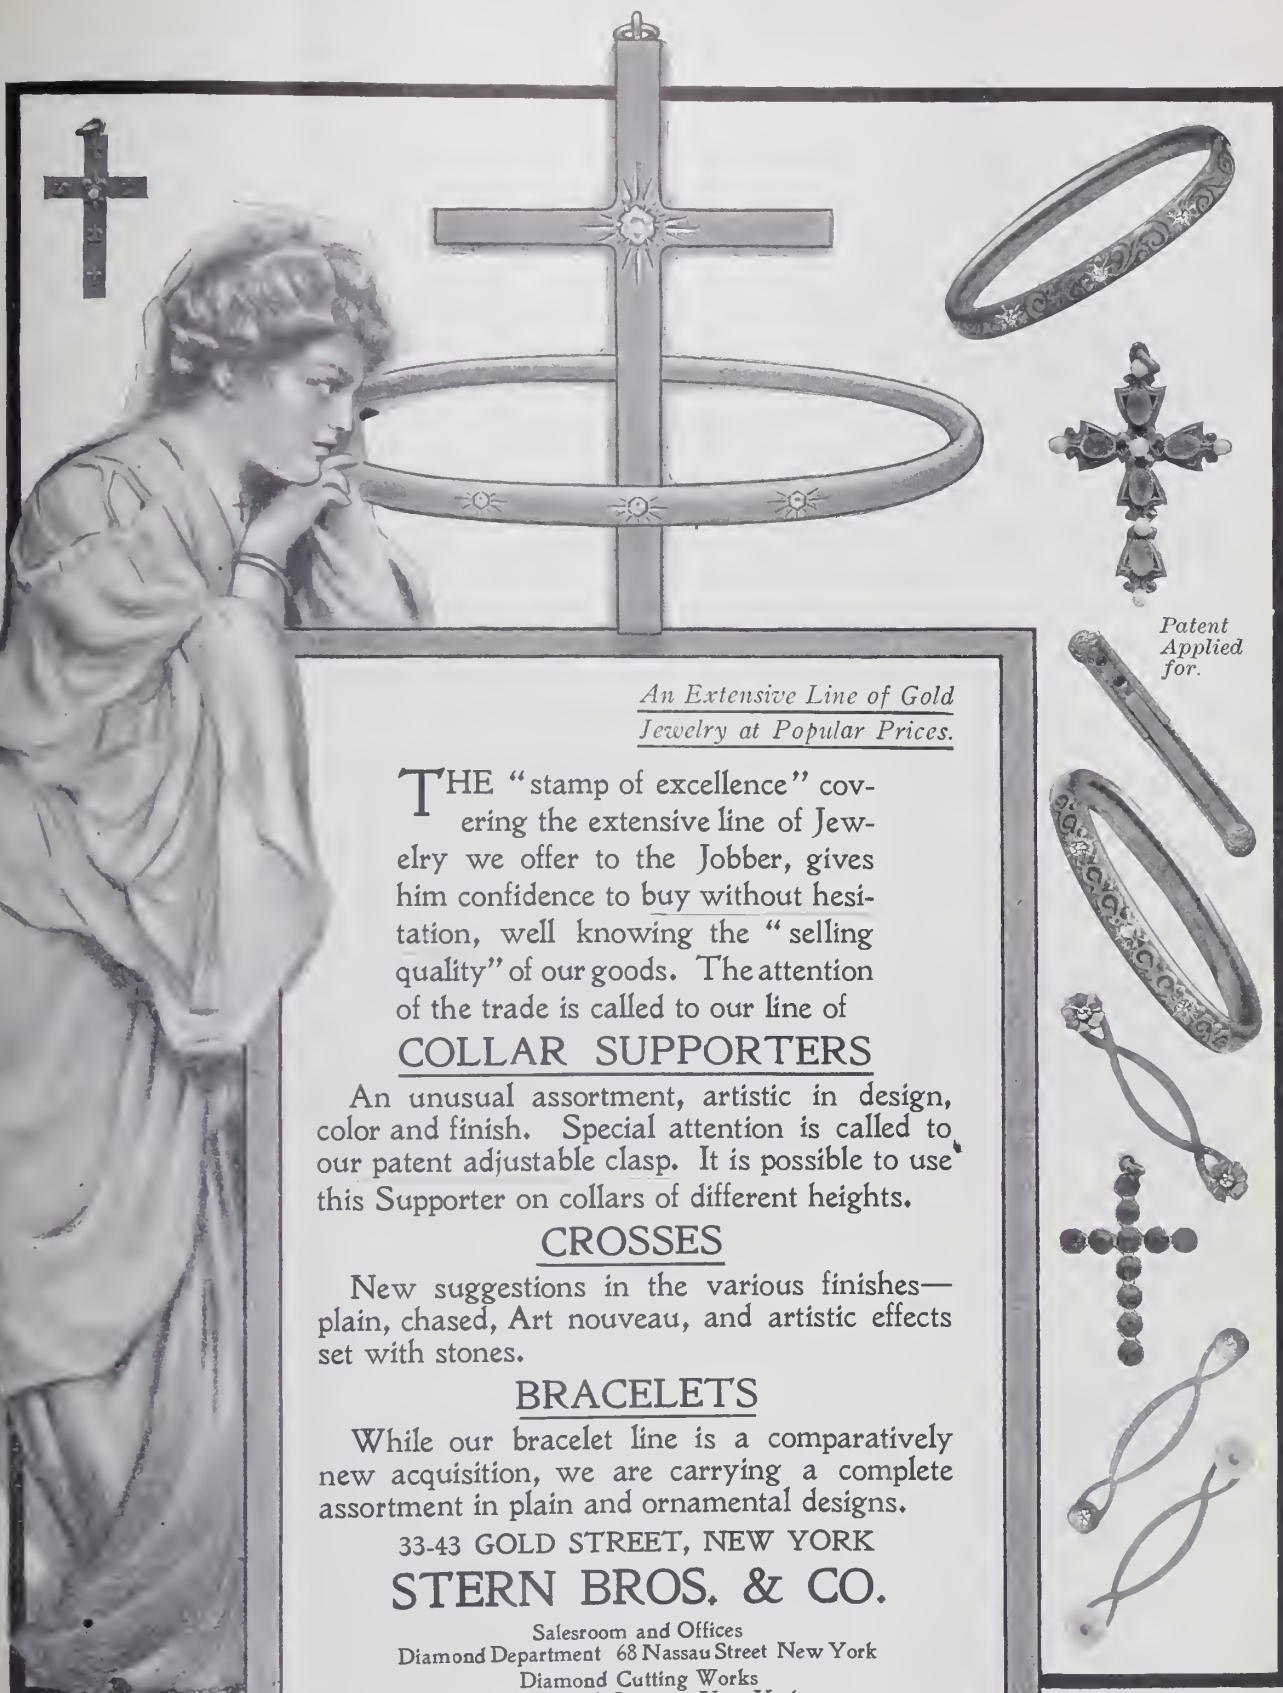 Patent
Applied
for.
An Extensive Line of Gold
Jewelry at Popular Prices.
THE “stamp of excellence” cov-
ering the extensive line of Jew-
elry we offer to the Jobber, gives
him confidence to buy without hesi-
tation, well knowing the “selling
quality” of our goods. The attention
of the trade is called to our line of
COLLAR SUPPORTERS
An unusual assortment, artistic in design,
color and finish. Special attention is called to
our patent adjustable clasp. It is possible to use
this Supporter on collars of different heights.
CROSSES
New suggestions in the various finishes—
plain, chased, Art nouveau, and artistic effects
set with stones.
BRACELETS
While our bracelet line is a comparatively
new acquisition, we are carrying a complete
assortment in plain and ornamental designs.
33-43 GOLD STREET, NEW YORK
STERN BROS. & CO.
Salesroom and Offices
Diamond Department 68 Nassau Street New York
Diamond Cutting Works